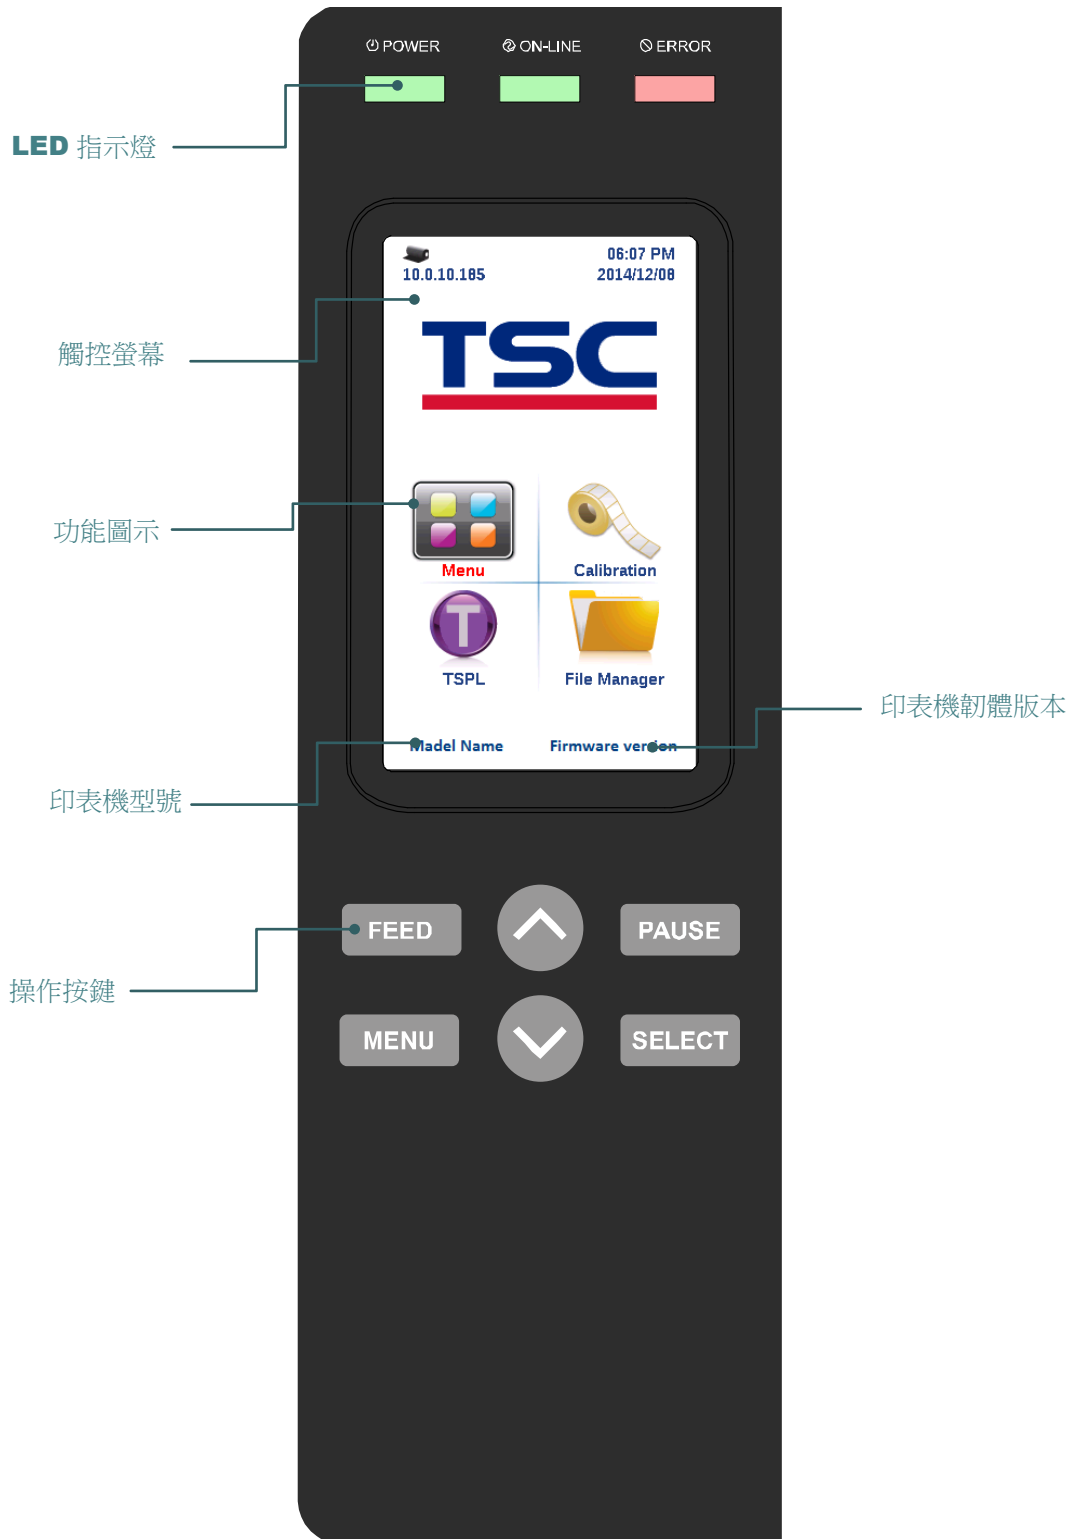 POWER
ON-LINE
ERROR
LED 指示燈
06:07 PM
10.0.10.185
2014/12/08
觸控螢幕
TSC
功能圖示
Menu
Calibration
TSPL
File Manager
印表機韌體版本
Madel Name
Firmware version
印表機型號
FEED
PAUSE
操作按鍵
MENU
SELECT